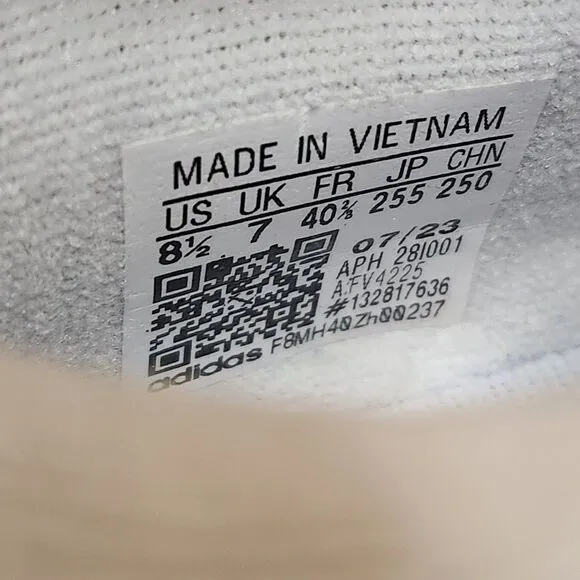 MADE IN VIETNAM
US UK FR JP CHN
8½ 7 40⅔ 255 250
07/23
APH 28I001
A:FV4225
#132817636
adidas F8MH40Zh00237